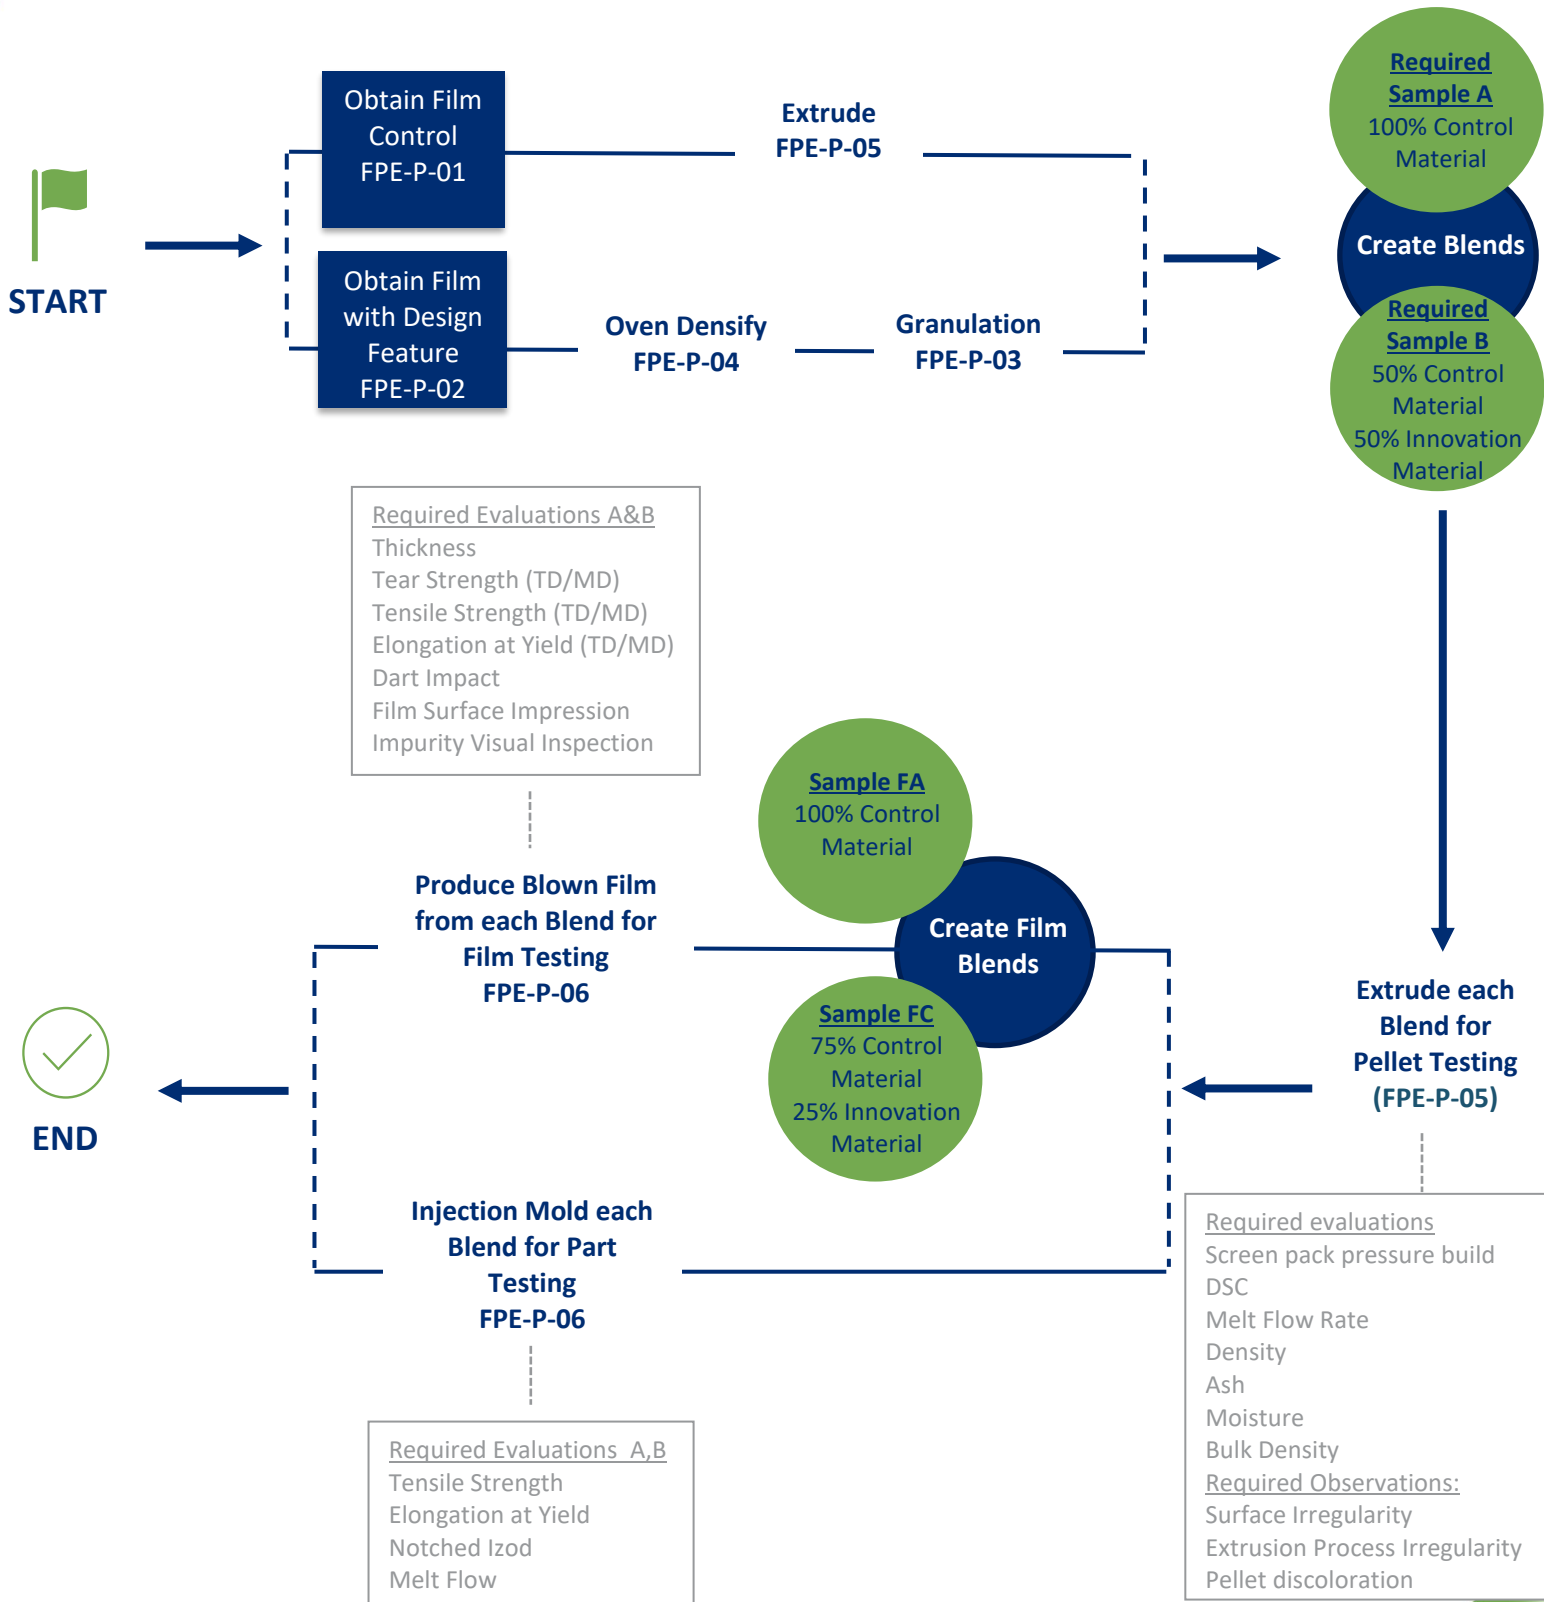 START
Obtain Film
Control
FPE-P-01
Extrude
FPE-P-05
Obtain Film
with Design
Feature
FPE-P-02
Oven Densify
FPE-P-04
Granulation
FPE-P-03
Required
Sample A
100% Control
Material
Create Blends
Required
Sample B
50% Control
Material
50% Innovation
Material
Extrude each
Blend for
Pellet Testing
(FPE-P-05)
Required evaluations
Screen pack pressure build
DSC
Melt Flow Rate
Density
Ash
Moisture
Bulk Density
Required Observations:
Surface Irregularity
Extrusion Process Irregularity
Pellet discoloration
Sample FA
100% Control
Material
Create Film
Blends
Sample FC
75% Control
Material
25% Innovation
Material
Required Evaluations A&B
Thickness
Tear Strength (TD/MD)
Tensile Strength (TD/MD)
Elongation at Yield (TD/MD)
Dart Impact
Film Surface Impression
Impurity Visual Inspection
Produce Blown Film
from each Blend for
Film Testing
FPE-P-06
Injection Mold each
Blend for Part
Testing
FPE-P-06
Required Evaluations  A,B
Tensile Strength
Elongation at Yield
Notched Izod
Melt Flow
END